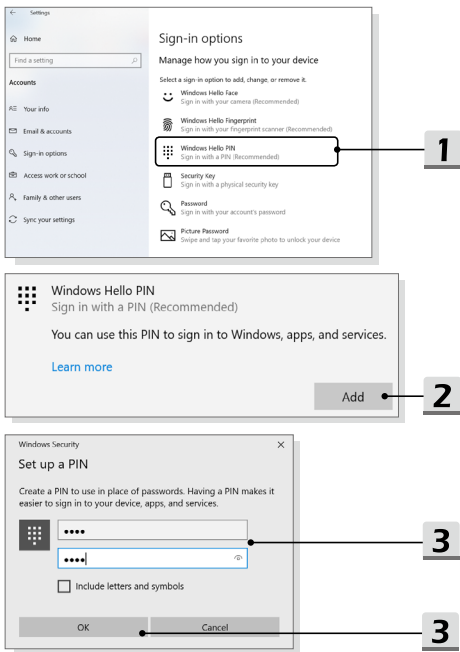 Settings
Home
Find a setting
Accounts
Your info
Email & accounts
Sign-in options
Access work or school
Family & other users
Sync your settings
Sign-in options
Manage how you sign in to your device
Select a sign-in option to add, change, or remove it.
Windows Hello Face
Sign in with your camera (Recommended)
Windows Hello Fingerprint
Sign in with your fingerprint scanner (Recommended)
Windows Hello PIN
Sign in with a PIN (Recommended)
Security Key
Sign in with a physical security key
Password
Sign in with your account's password
Picture Password
Swipe and tap your favorite photo to unlock your device
1
Windows Hello PIN
Sign in with a PIN (Recommended)
You can use this PIN to sign in to Windows, apps, and services.
Learn more
Add
2
Windows Security
Set up a PIN
Create a PIN to use in place of passwords. Having a PIN makes it
easier to sign in to your device, apps, and services.
••••
••••
3
Include letters and symbols
OK
Cancel
3